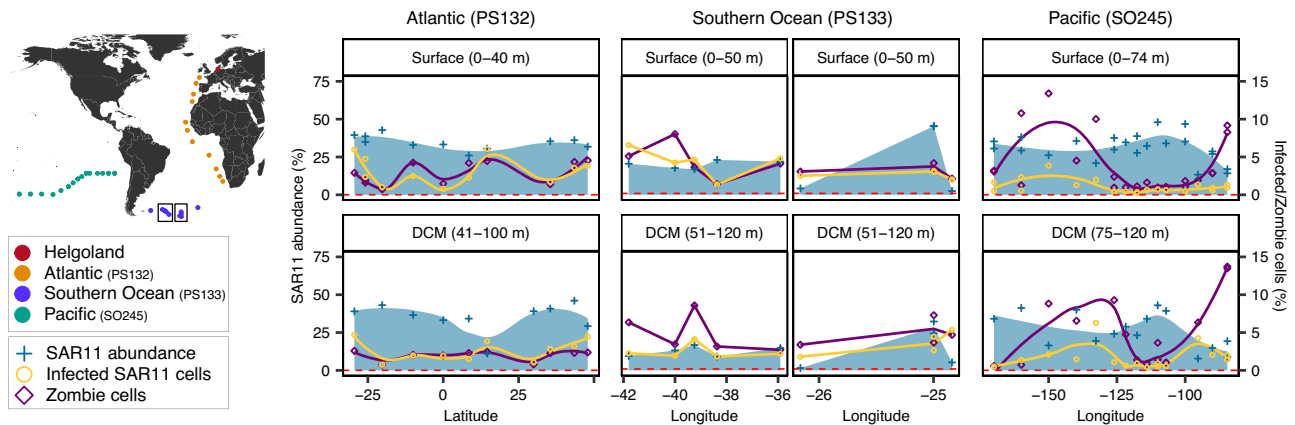 Atlantic (PS132)
Southern Ocean (PS133)
Pacific (SO245)
Surface (0–40 m)
Surface (0–50 m)
Surface (0–50 m)
Surface (0–74 m)
75
50
25
0
15
10
5
0
DCM (41–100 m)
DCM (51–120 m)
DCM (51–120 m)
DCM (75–120 m)
75
50
25
0
15
10
5
0
SAR11 abundance (%)
Infected/Zombie cells (%)
−25 0 25
−42 −40 −38 −36
−26 −25
−150 −125 −100
Latitude
Longitude
Longitude
Longitude
Helgoland
Atlantic (PS132)
Southern Ocean (PS133)
Pacific (SO245)
SAR11 abundance
Infected SAR11 cells
Zombie cells